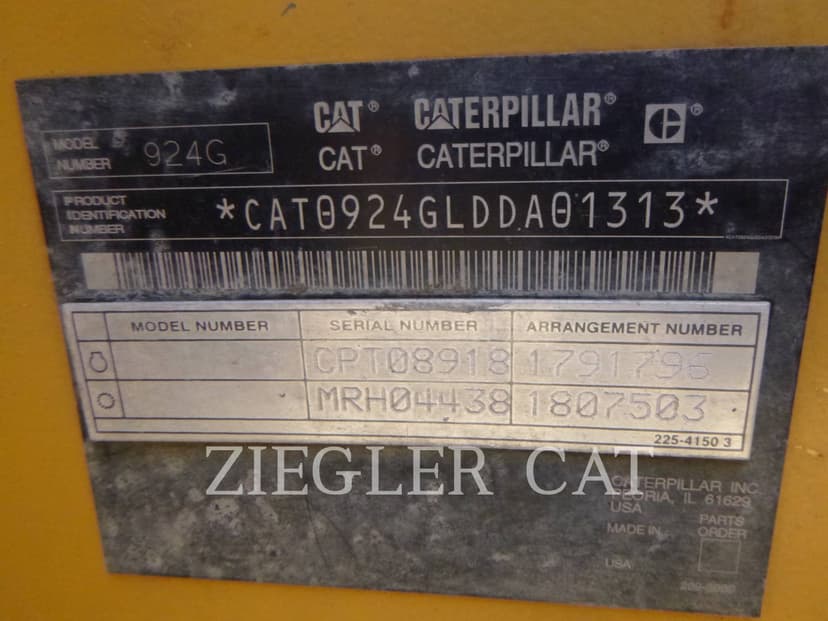 CAT® CATERPILLAR® C®
MODEL NUMBER 924G
CAT® CATERPILLAR®
PRODUCT IDENTIFICATION NUMBER *CAT0924GLDDA01313*
MODEL NUMBER SERIAL NUMBER ARRANGEMENT NUMBER
CPT08918 1791796
MRH04438 1807503
225-4150 3
ZIEGLER CAT
CATERPILLAR INC.
PEORIA, IL 61629
USA
MADE IN
USA
PARTS
ORDER